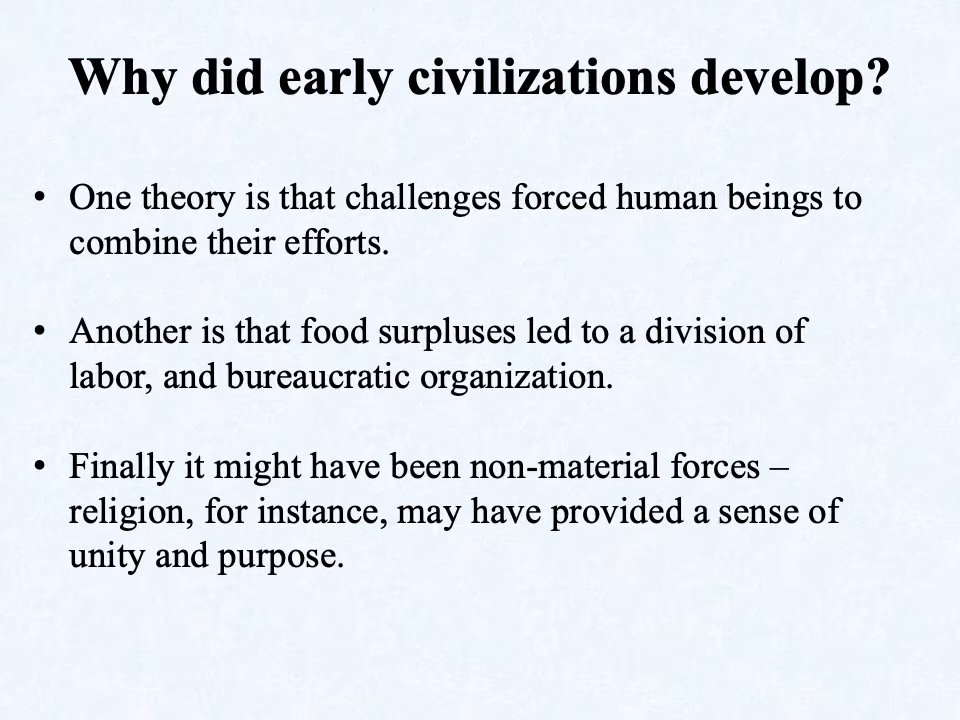 Why did early civilizations develop?
• One theory is that challenges forced human beings to
combine their efforts.
• Another is that food surpluses led to a division of
labor, and bureaucratic organization.
• Finally it might have been non-material forces –
religion, for instance, may have provided a sense of
unity and purpose.